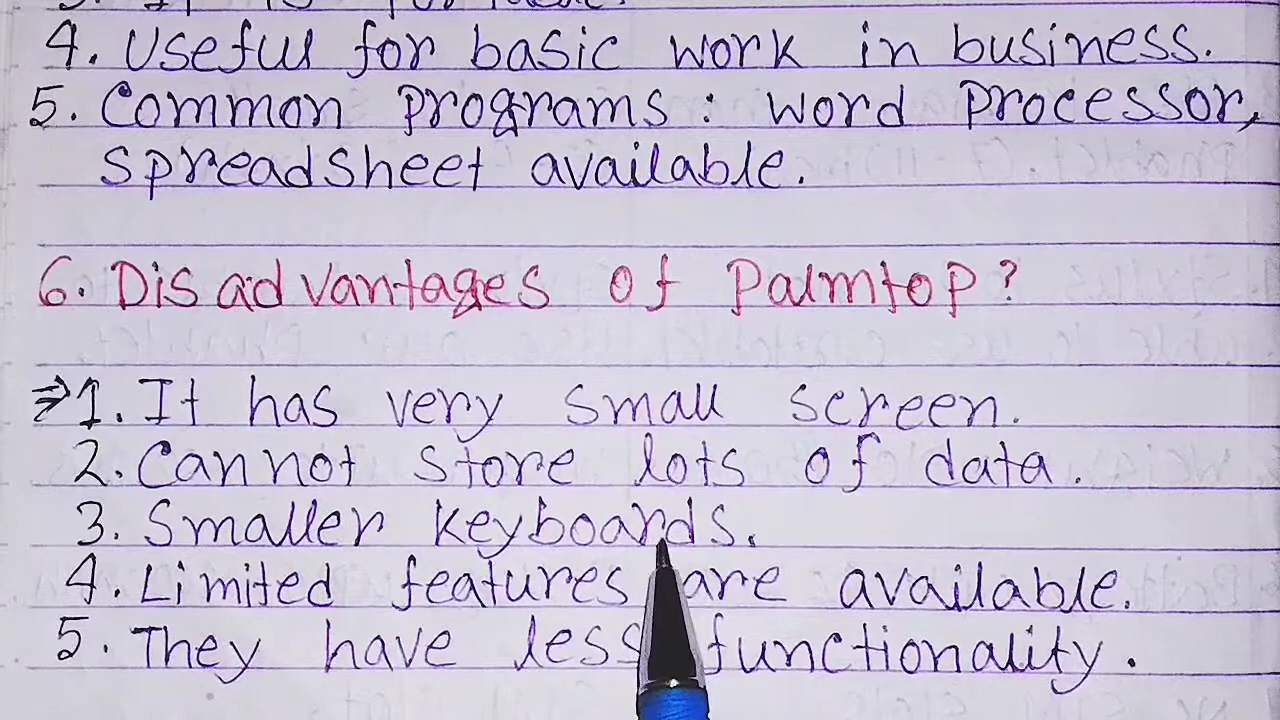 4. Useful for basic work in business.
5. Common programs: word processor,
spreadsheet available.
6. Disadvantages of Palmtop?
⇒1. It has very small screen.
2. Cannot store lots of data.
3. Smaller keyboards.
4. Limited features are available.
5. They have less functionality.